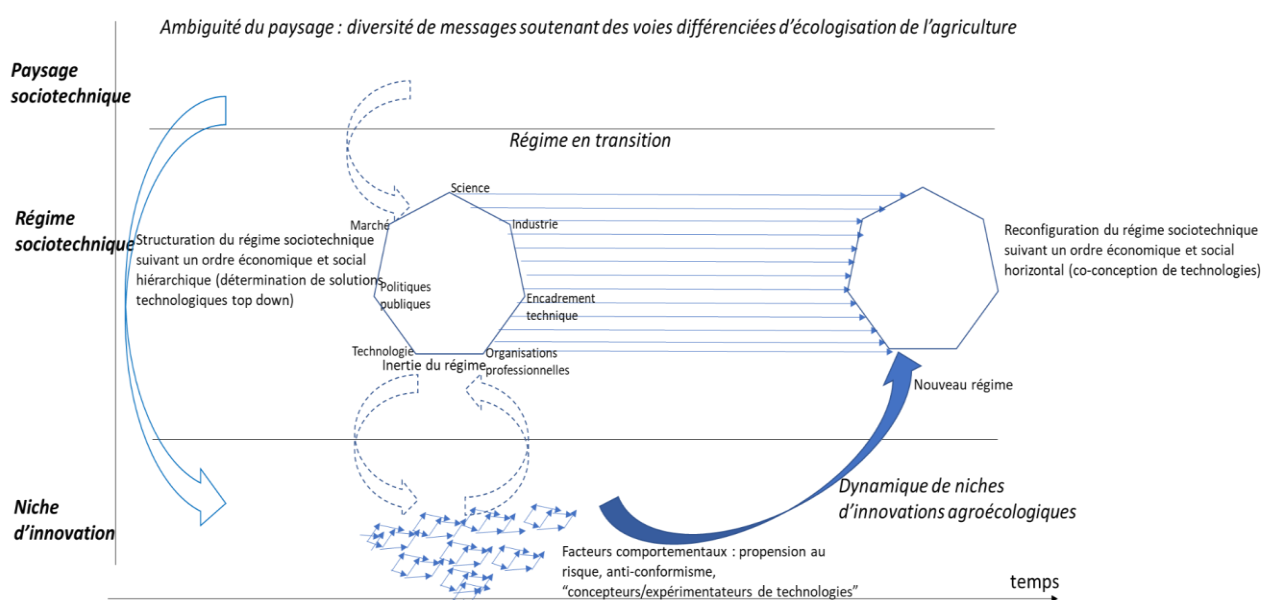 Ambiguité du paysage : diversité de messages soutenant des voies différenciées d’écologisation de l’agriculture
Paysage
sociotechnique
Régime en transition
Science
Marché
Industrie
Régime
sociotechnique
Structuration du régime sociotechnique
suivant un ordre économique et social
hiérarchique (détermination de solutions
technologiques top down)
Reconfiguration du régime sociotechnique
suivant un ordre économique et social
horizontal (co-conception de technologies)
Politiques
publiques
Encadrement
technique
Technologie
Organisations
professionnelles
Inertie du régime
Nouveau régime
Niche
d’innovation
Dynamique de niches
d’innovations agroécologiques
Facteurs comportementaux : propension au
risque, anti-conformisme,
“concepteurs/expérimentateurs de technologies”
temps